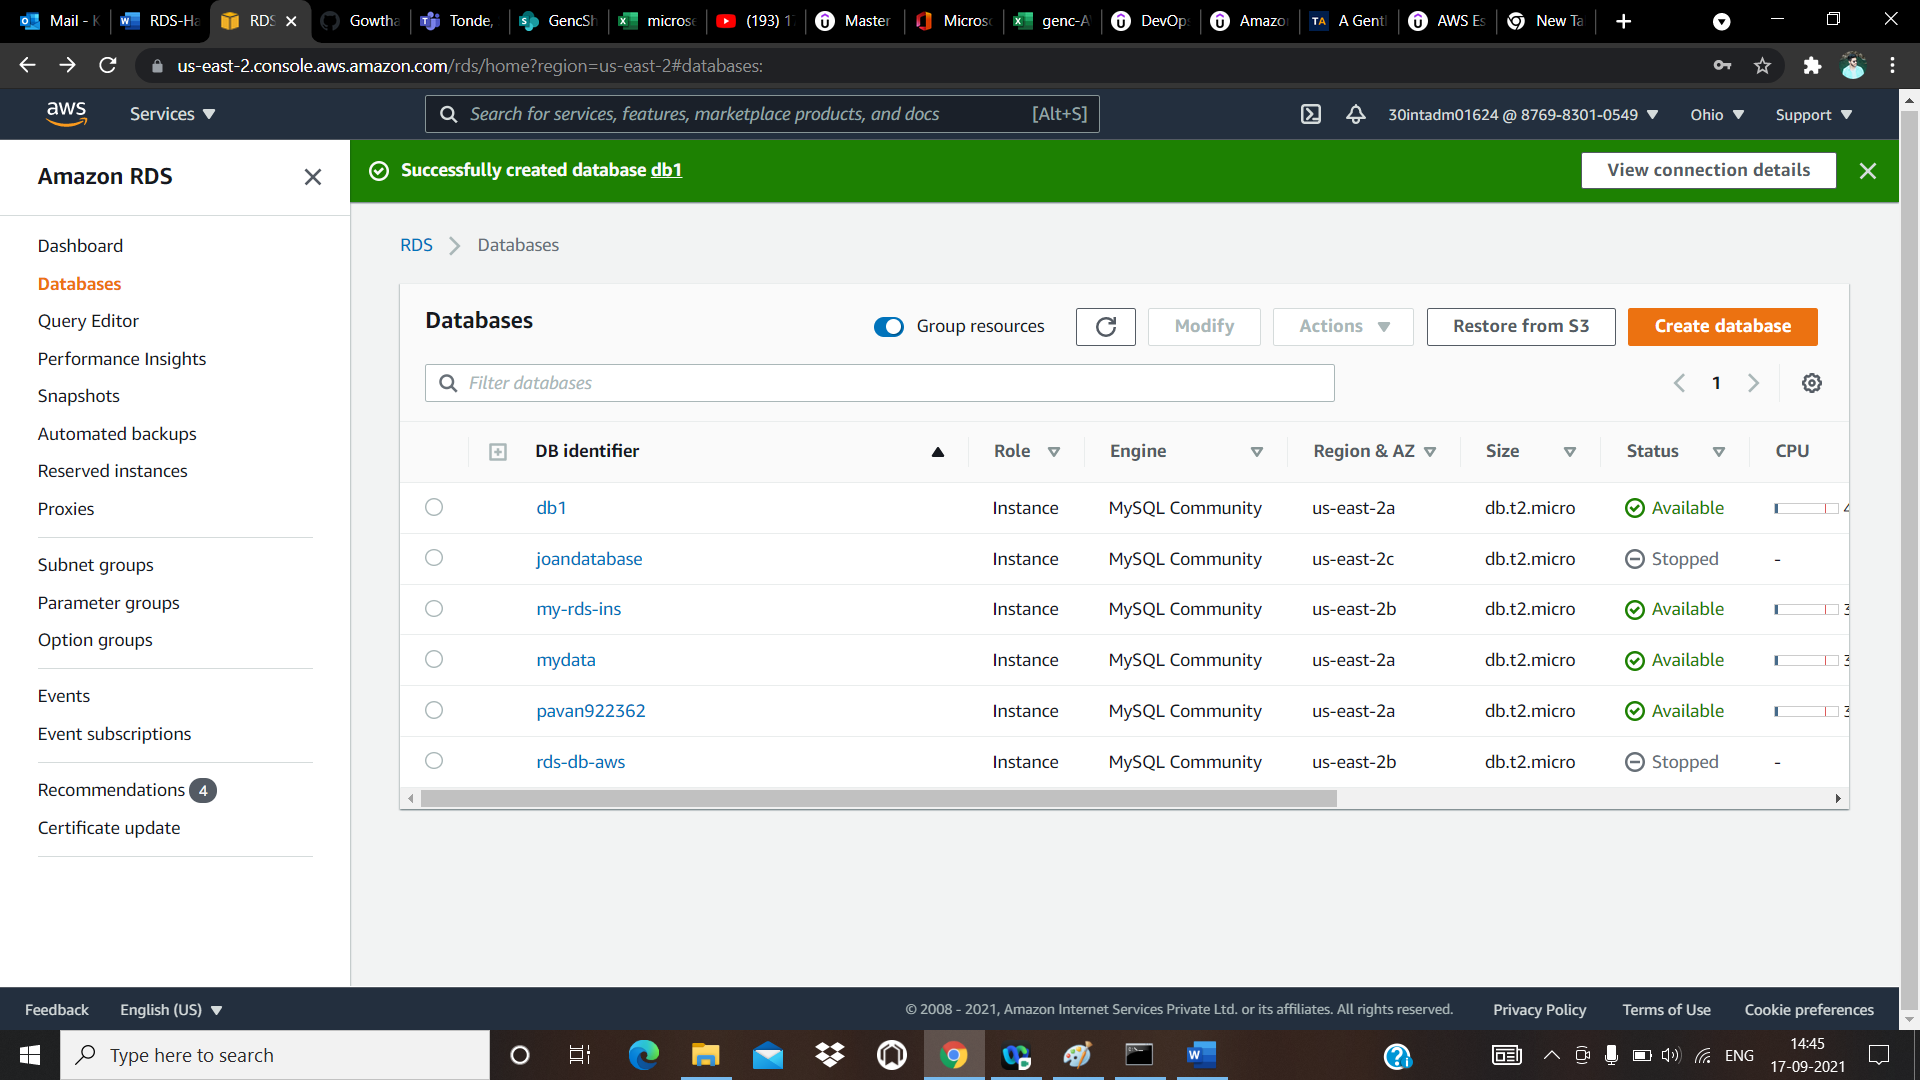 Mail - K
RDS-Ha
RDS
Gowtha
Tonde,
GencSh
microse
(193) 1
Master
Microso
genc-A
DevOp
Amazo
A Gent
AWS Es
New Ta
us-east-2.console.aws.amazon.com/rds/home?region=us-east-2#databases:
aws
Services
Search for services, features, marketplace products, and docs
[Alt+S]
30intadm01624 @ 8769-8301-0549
Ohio
Support
Amazon RDS
Successfully created database db1
View connection details
Dashboard
Databases
Query Editor
Performance Insights
Snapshots
Automated backups
Reserved instances
Proxies
Subnet groups
Parameter groups
Option groups
Events
Event subscriptions
Recommendations 4
Certificate update
RDS > Databases
Databases
Group resources
Modify
Actions
Restore from S3
Create database
Filter databases
1
DB identifier Role Engine Region & AZ Size Status CPU
db1 Instance MySQL Community us-east-2a db.t2.micro Available
joandatabase Instance MySQL Community us-east-2c db.t2.micro Stopped -
my-rds-ins Instance MySQL Community us-east-2b db.t2.micro Available
mydata Instance MySQL Community us-east-2a db.t2.micro Available
pavan922362 Instance MySQL Community us-east-2a db.t2.micro Available
rds-db-aws Instance MySQL Community us-east-2b db.t2.micro Stopped -
Feedback
English (US)
© 2008 - 2021, Amazon Internet Services Private Ltd. or its affiliates. All rights reserved.
Privacy Policy
Terms of Use
Cookie preferences
Type here to search
ENG
14:45
17-09-2021